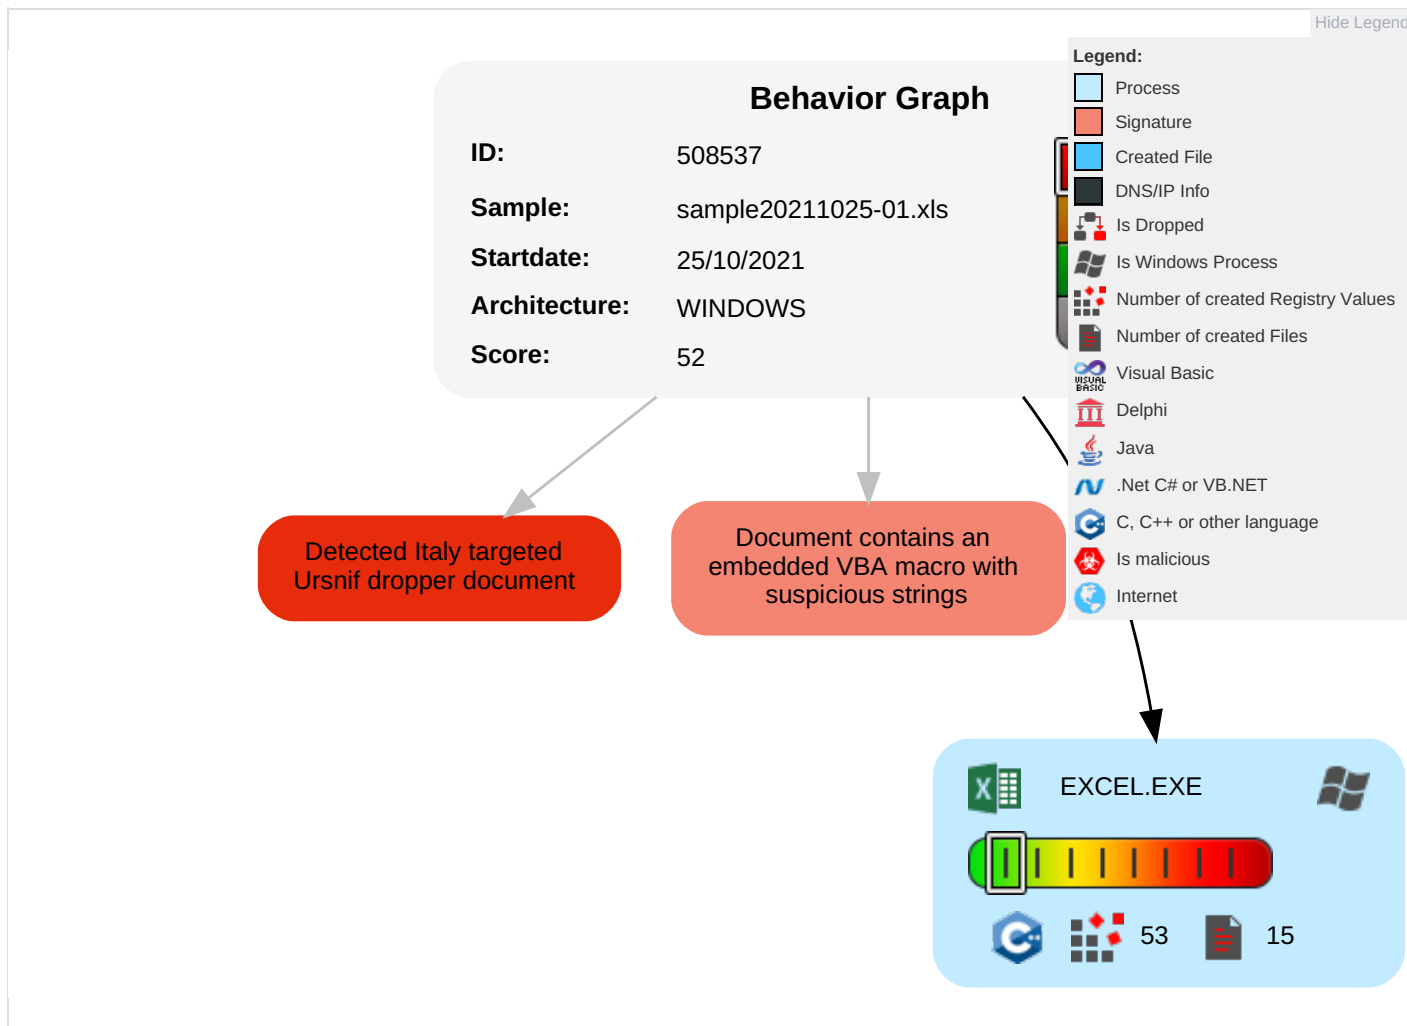 Hide Legend
Legend:
Process
Signature
Created File
DNS/IP Info
Is Dropped
Is Windows Process
Number of created Registry Values
Number of created Files
Visual Basic
Delphi
Java
.Net C# or VB.NET
C, C++ or other language
Is malicious
Internet
Behavior Graph
ID: 508537
Sample: sample20211025-01.xls
Startdate: 25/10/2021
Architecture: WINDOWS
Score: 52
Detected Italy targeted
Ursnif dropper document
Document contains an
embedded VBA macro with
suspicious strings
EXCEL.EXE
53 15